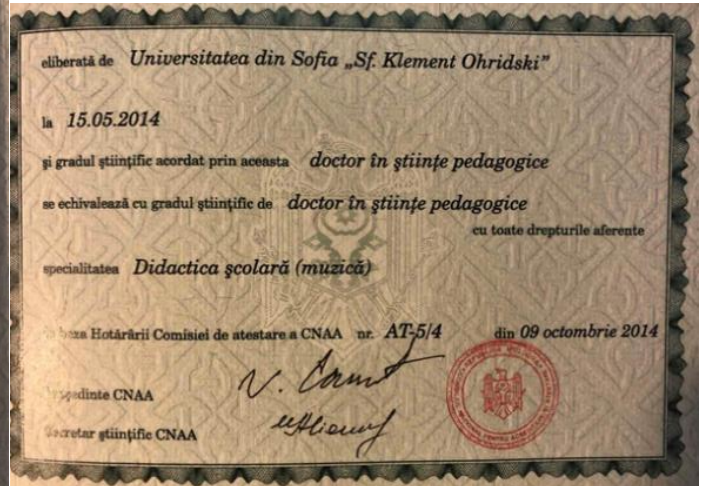 eliberată de Universitatea din Sofia „Sf. Klement Ohridski”
la 15.05.2014
şi gradul ştiinţific acordat prin aceasta doctor în ştiinţe pedagogice
se echivalează cu gradul ştiinţific de doctor în ştiinţe pedagogice
cu toate drepturile aferente
specialitatea Didactica şcolară (muzică)
baza Hotărârii Comisiei de atestare a CNAA nr. AT-5/4 din 09 octombrie 2014
CNAA
ştiinţific CNAA